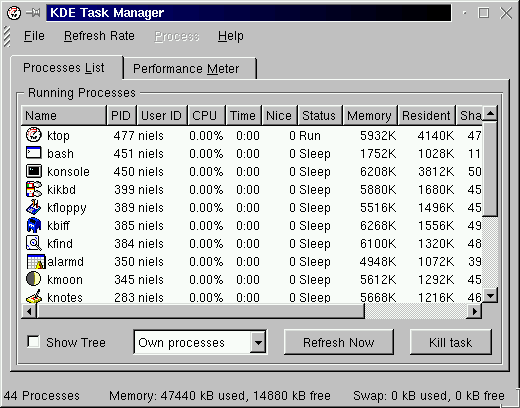 KDE Task Manager
File Refresh Rate Process Help
Processes List Performance Meter
Running Processes
Name PID User ID CPU Time Nice Status Memory Resident Sha
ktop 477 niels 0.00% 0:00 0 Run 5932K 4140K 47
bash 451 niels 0.00% 0:00 0 Sleep 1752K 1028K 11
konsole 450 niels 0.00% 0:00 0 Sleep 6208K 3812K 50
kikbd 399 niels 0.00% 0:00 0 Sleep 5880K 1680K 45
kfloppy 389 niels 0.00% 0:00 0 Sleep 5516K 1496K 45
kbiff 385 niels 0.00% 0:00 0 Sleep 6268K 1556K 49
kfind 384 niels 0.00% 0:00 0 Sleep 6100K 1320K 48
alarmd 350 niels 0.00% 0:00 0 Sleep 4948K 1072K 39
kmoon 345 niels 0.00% 0:00 0 Sleep 5612K 1292K 45
knotes 283 niels 0.00% 0:00 0 Sleep 5668K 1216K 46
Show Tree Own processes Refresh Now Kill task
44 Processes Memory: 47440 kB used, 14880 kB free Swap: 0 kB used, 0 kB free